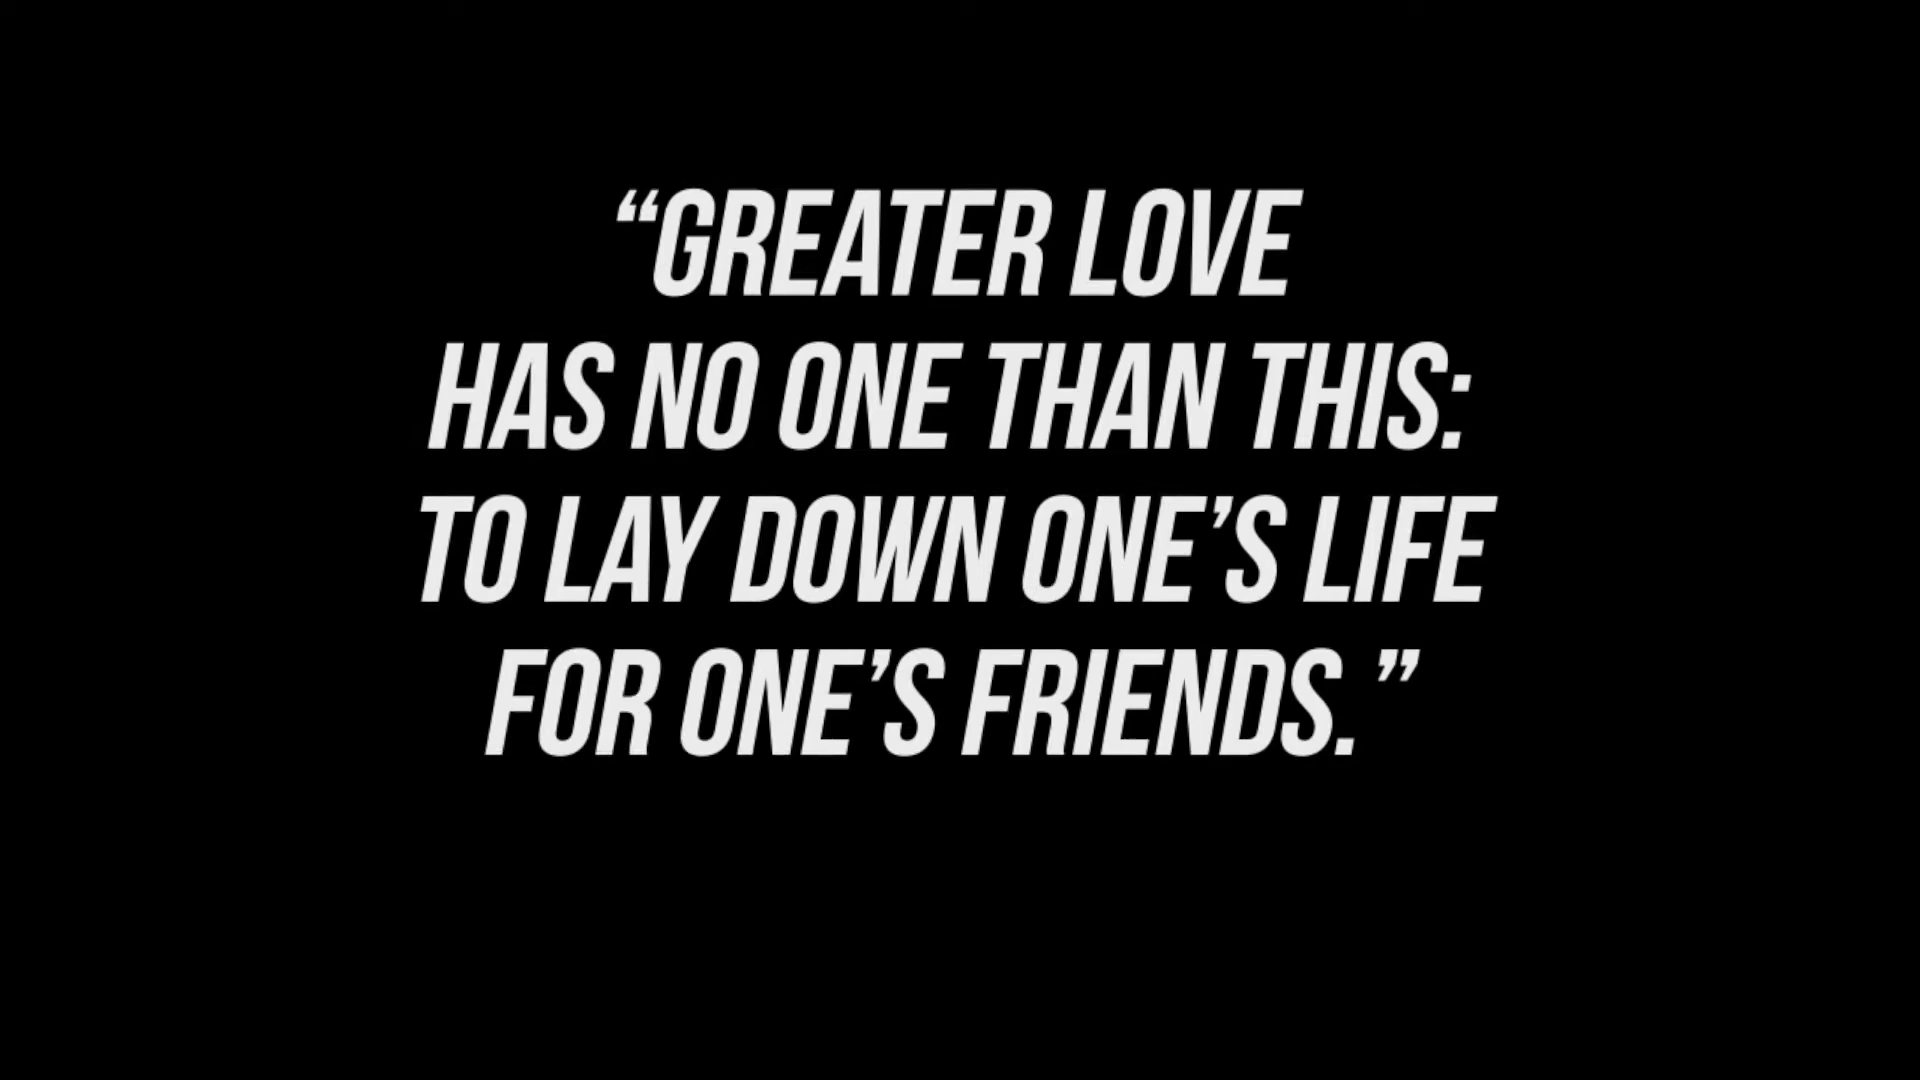 “GREATER LOVE
HAS NO ONE THAN THIS:
TO LAY DOWN ONE’S LIFE
FOR ONE’S FRIENDS.”